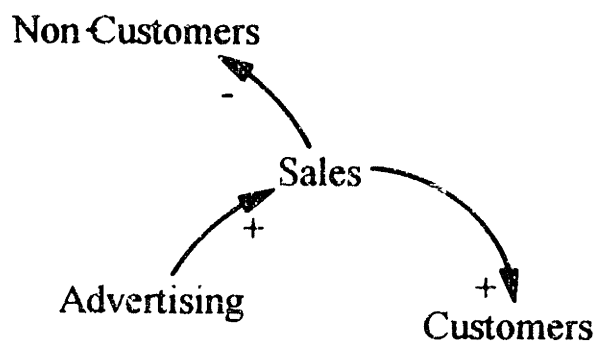 Non-Customers
-
Sales
+
Advertising
+
Customers